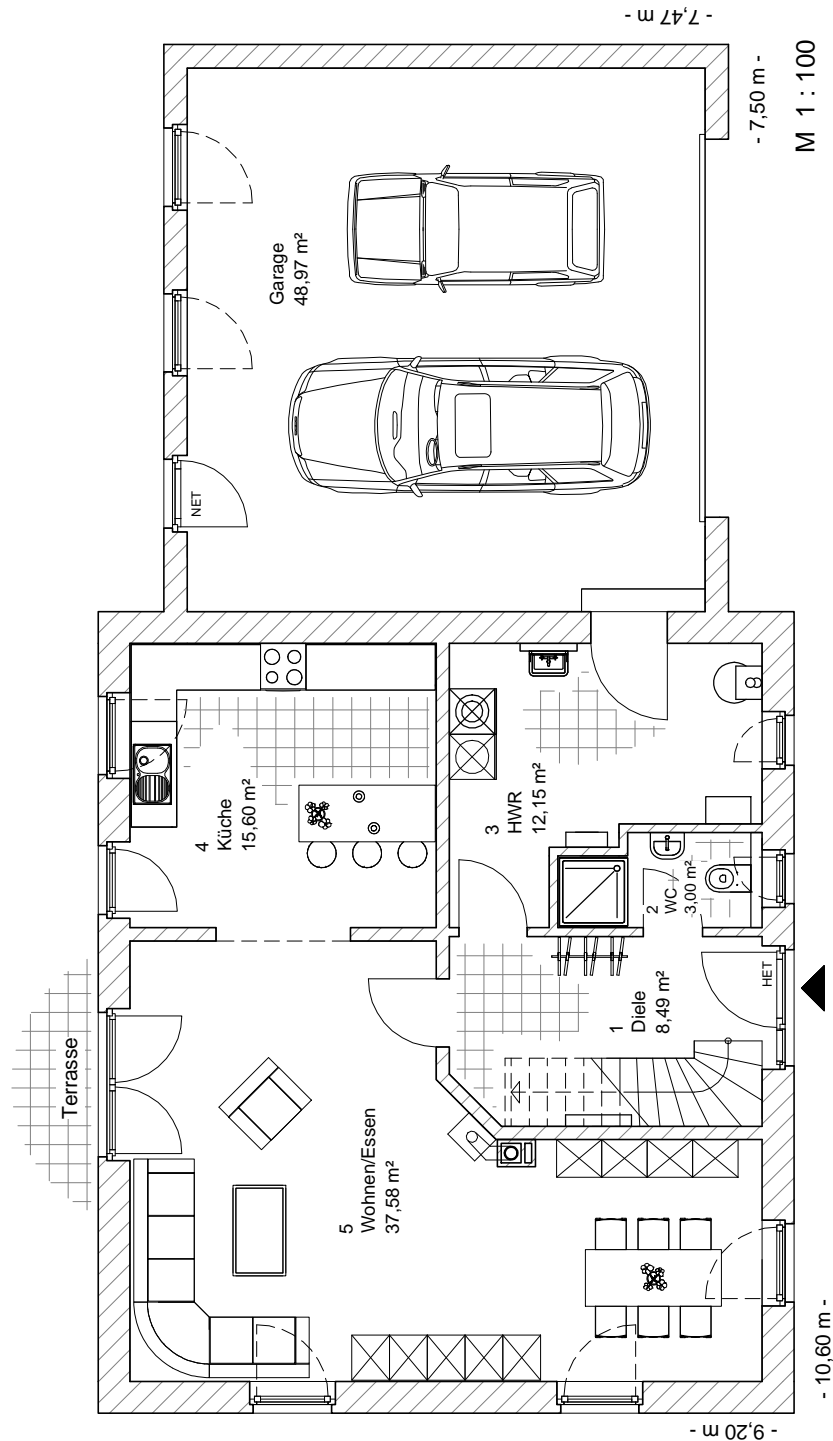 Terrasse
5
Wohnen/Essen
37,58 m²
4
Küche
15,60 m²
Garage
48,97 m²
NET
3
HWR
12,15 m²
2
WC
3,00 m²
1
Diele
8,49 m²
HET
- 9,20 m -
- 10,60 m -
- 7,50 m -
- 7,47 m -
M 1 : 100